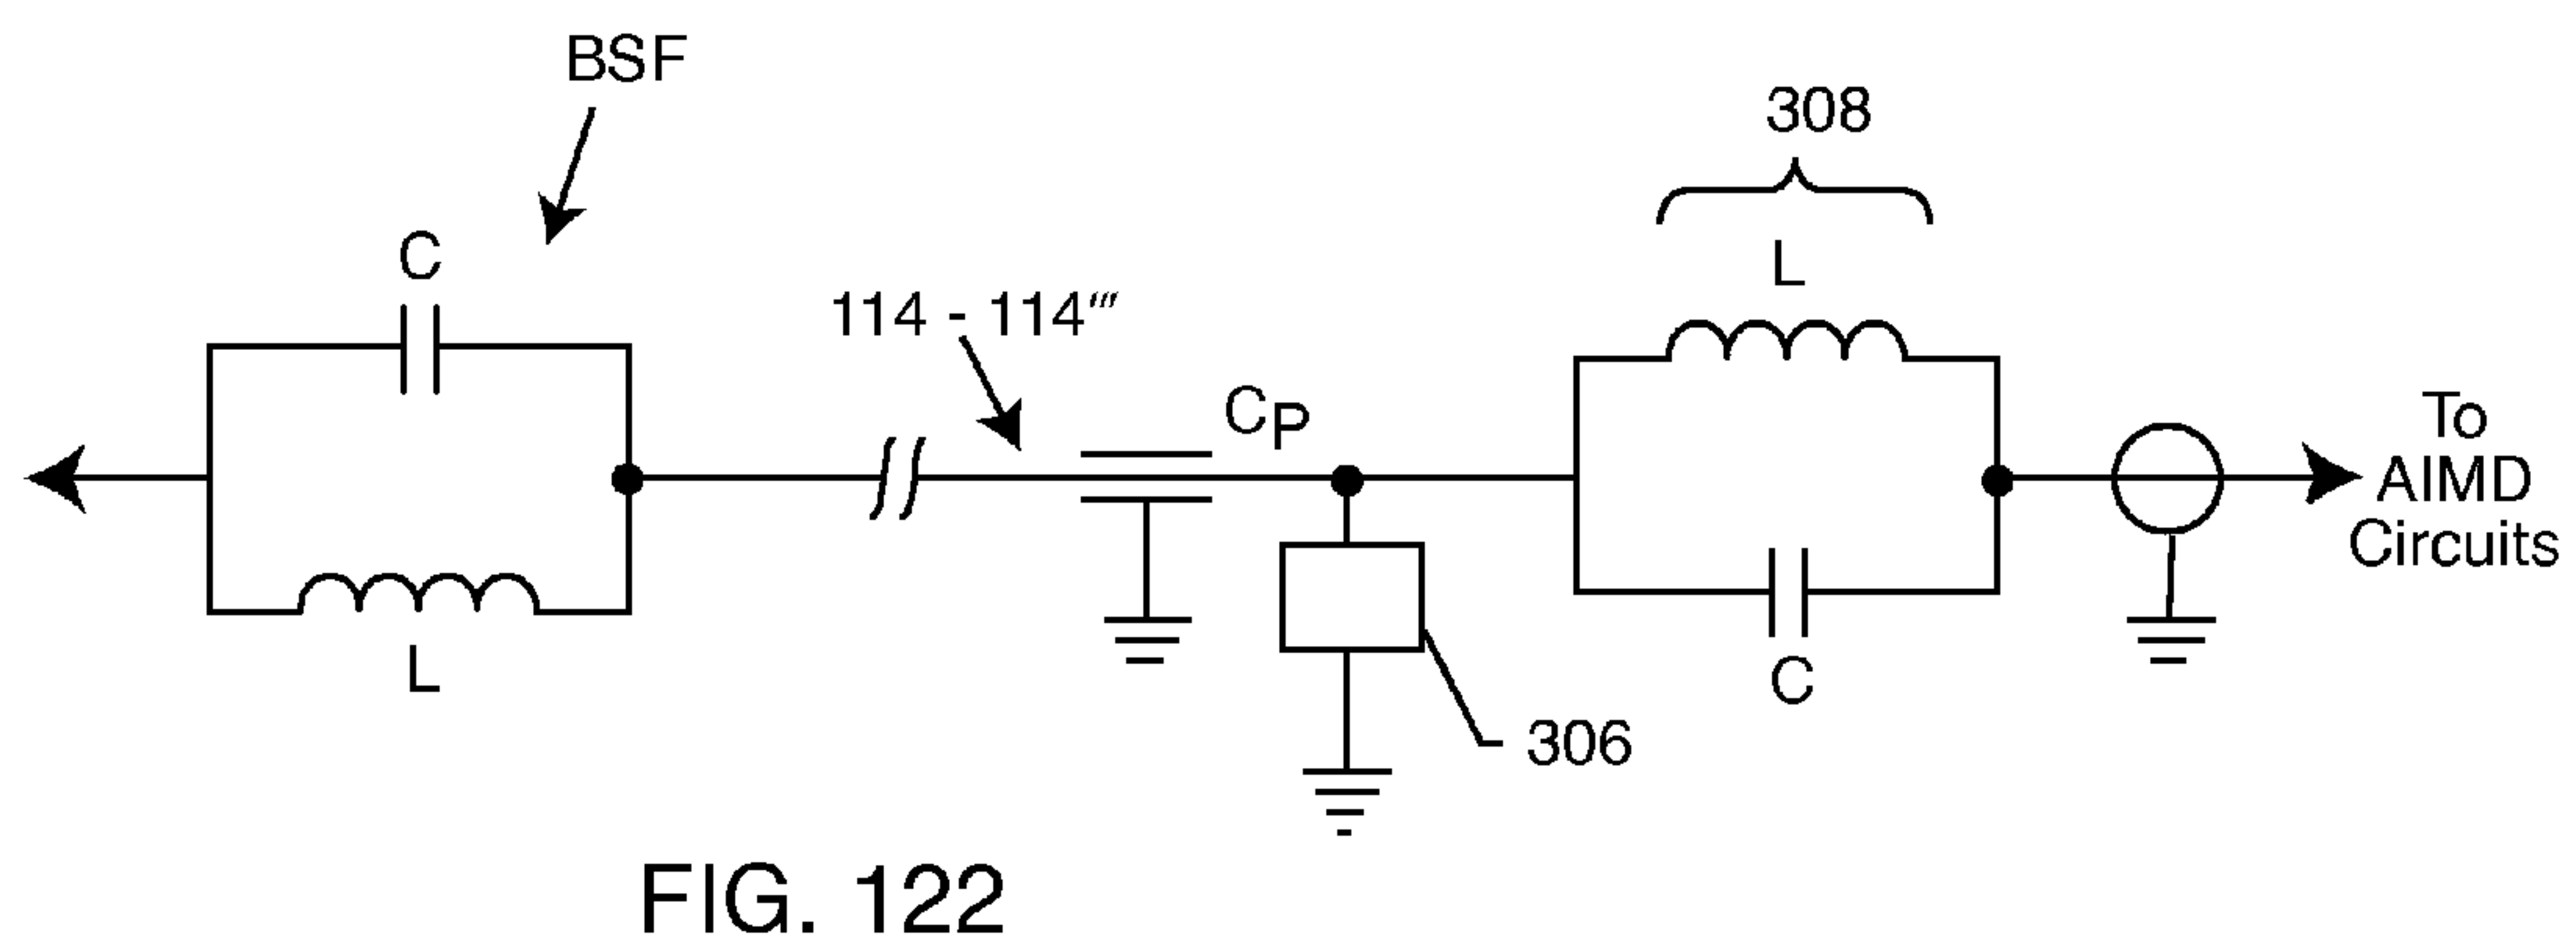 BSF
308
C
L
114 - 114‴
CP
To
AIMD
Circuits
L
C
306
FIG. 122